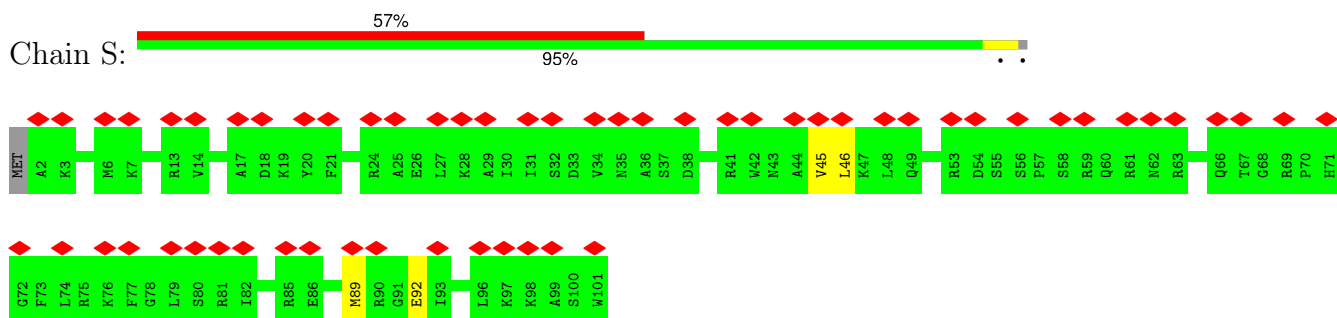 57%
Chain S:
95%
. .
MET A2 K3 M6 K7 R13 V14 A17 D18 K19 Y20 F21 R24 A25 E26 L27 K28 A29 I30 I31 S32 D33 V34 N35 A36 S37 D38 R41 W42 N43 A44 V45 L46 K47 L48 Q49 R53 D54 S55 S56 P57 S58 R59 Q60 R61 N62 R63 Q66 T67 G68 R69 P70 H71
G72 F73 L74 R75 K76 F77 G78 L79 S80 R81 I82 R85 E86 M89 R90 G91 E92 I93 L96 K97 K98 A99 S100 W101